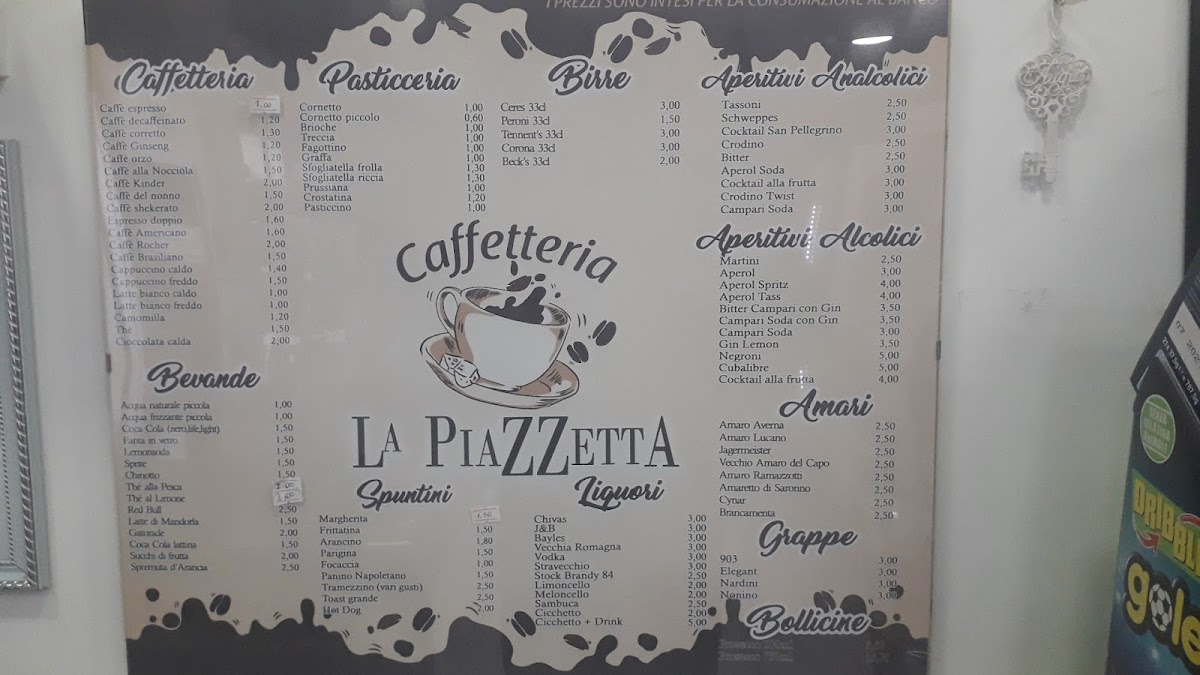 I PREZZI SONO INTESI PER LA CONSUMAZIONE AL BANCO
Caffetteria
Caffè espresso 1.00
Caffè decaffeinato 1,20
Caffè corretto 1,30
Caffè Ginseng 1,20
Caffè orzo 1,20
Caffè alla Nocciola 1,50
Caffè Kinder 2,00
Caffè del nonno 1,50
Caffè shekerato 2,00
Espresso doppio 1,60
Caffè Americano 1,60
Caffè Rocher 2,00
Caffè Brasiliano 1,50
Cappuccino caldo 1,40
Cappuccino freddo 1,50
Latte bianco caldo 1,00
Latte bianco freddo 1,00
Camomilla 1,20
Thè 1,50
Cioccolata calda 2,00
Bevande
Acqua naturale piccola 1,00
Acqua frizzante piccola 1,00
Coca Cola (zero,life,light) 1,50
Fanta in vetro 1,50
Lemonsoda 1,50
Sprite 1,50
Chinotto 1,50
Thè alla Pesca
Thè al Limone
Red Bull 2,50
Latte di Mandorla 1,50
Gatorade 2,00
Coca Cola lattina 1,50
Succhi di frutta 2,00
Spremuta d'Arancia 2,50
Pasticceria
Cornetto 1,00
Cornetto piccolo 0,60
Brioche 1,00
Treccia 1,00
Fagottino 1,00
Graffa 1,00
Sfogliatella frolla 1,30
Sfogliatella riccia 1,30
Prussiana 1,00
Crostatina 1,20
Pasticcino 1,00
Birre
Ceres 33cl 3,00
Peroni 33cl 1,50
Tennent's 33cl 3,00
Corona 33cl 3,00
Beck's 33cl 2,00
Caffetteria
LA PIAZZETTA
Spuntini
Margherita 1,50
Frittatina 1,50
Arancino 1,80
Parigina 1,50
Focaccia 1,00
Panino Napoletano 1,50
Tramezzino (vari gusti) 2,50
Toast grande 2,50
Hot Dog 2,00
Liquori
Chivas 3,00
J&B 3,00
Bayles 3,00
Vecchia Romagna 3,00
Vodka 3,00
Stravecchio 3,00
Stock Brandy 84 2,50
Limoncello 2,00
Meloncello 2,00
Sambuca 2,50
Cicchetto 2,00
Cicchetto + Drink 5,00
Aperitivi Analcolici
Tassoni 2,50
Schweppes 2,50
Cocktail San Pellegrino 3,00
Crodino 2,50
Bitter 2,50
Aperol Soda 3,00
Cocktail alla frutta 3,00
Crodino Twist 3,00
Campari Soda 3,00
Aperitivi Alcolici
Martini 2,50
Aperol 3,00
Aperol Spritz 4,00
Aperol Tass 4,00
Bitter Campari con Gin 3,50
Campari Soda con Gin 3,50
Campari Soda 3,00
Gin Lemon 3,50
Negroni 5,00
Cubalibre 5,00
Cocktail alla frutta 4,00
Amari
Amaro Averna 2,50
Amaro Lucano 2,50
Jagermeister 2,50
Vecchio Amaro del Capo 2,50
Amaro Ramazzotti 2,50
Amaretto di Saronno 2,50
Cynar 2,50
Brancamenta 2,50
Grappe
903 3,00
Elegant 3,00
Nardini 3,00
Nonino 3,00
Bollicine
Prosecco
Prosecco
DRIBBL
gole